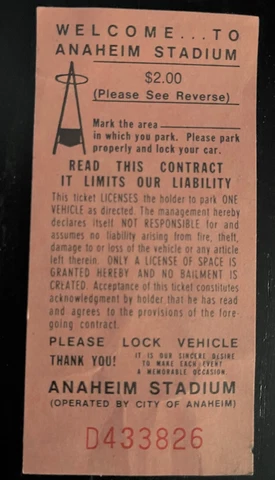 WELCOME...TO
ANAHEIM STADIUM
$2.00
(Please See Reverse)
Mark the area
in which you park. Please park
properly and lock your car.
READ THIS CONTRACT
IT LIMITS OUR LIABILITY
This ticket LICENSES the holder to park ONE
VEHICLE as directed. The management hereby
declares itself NOT RESPONSIBLE for and
assumes no liability arising from fire, theft,
damage to or loss of the vehicle or any article
left therein. ONLY A LICENSE OF SPACE IS
GRANTED HEREBY AND NO BAILMENT IS
CREATED. Acceptance of this ticket constitutes
acknowledgment by holder that he has read
and agrees to the provisions of the fore-
going contract.
PLEASE LOCK VEHICLE
THANK YOU!
IT IS OUR SINCERE DESIRE
TO MAKE EACH EVENT
A MEMORABLE OCCASION.
ANAHEIM STADIUM
(OPERATED BY CITY OF ANAHEIM)
D433826